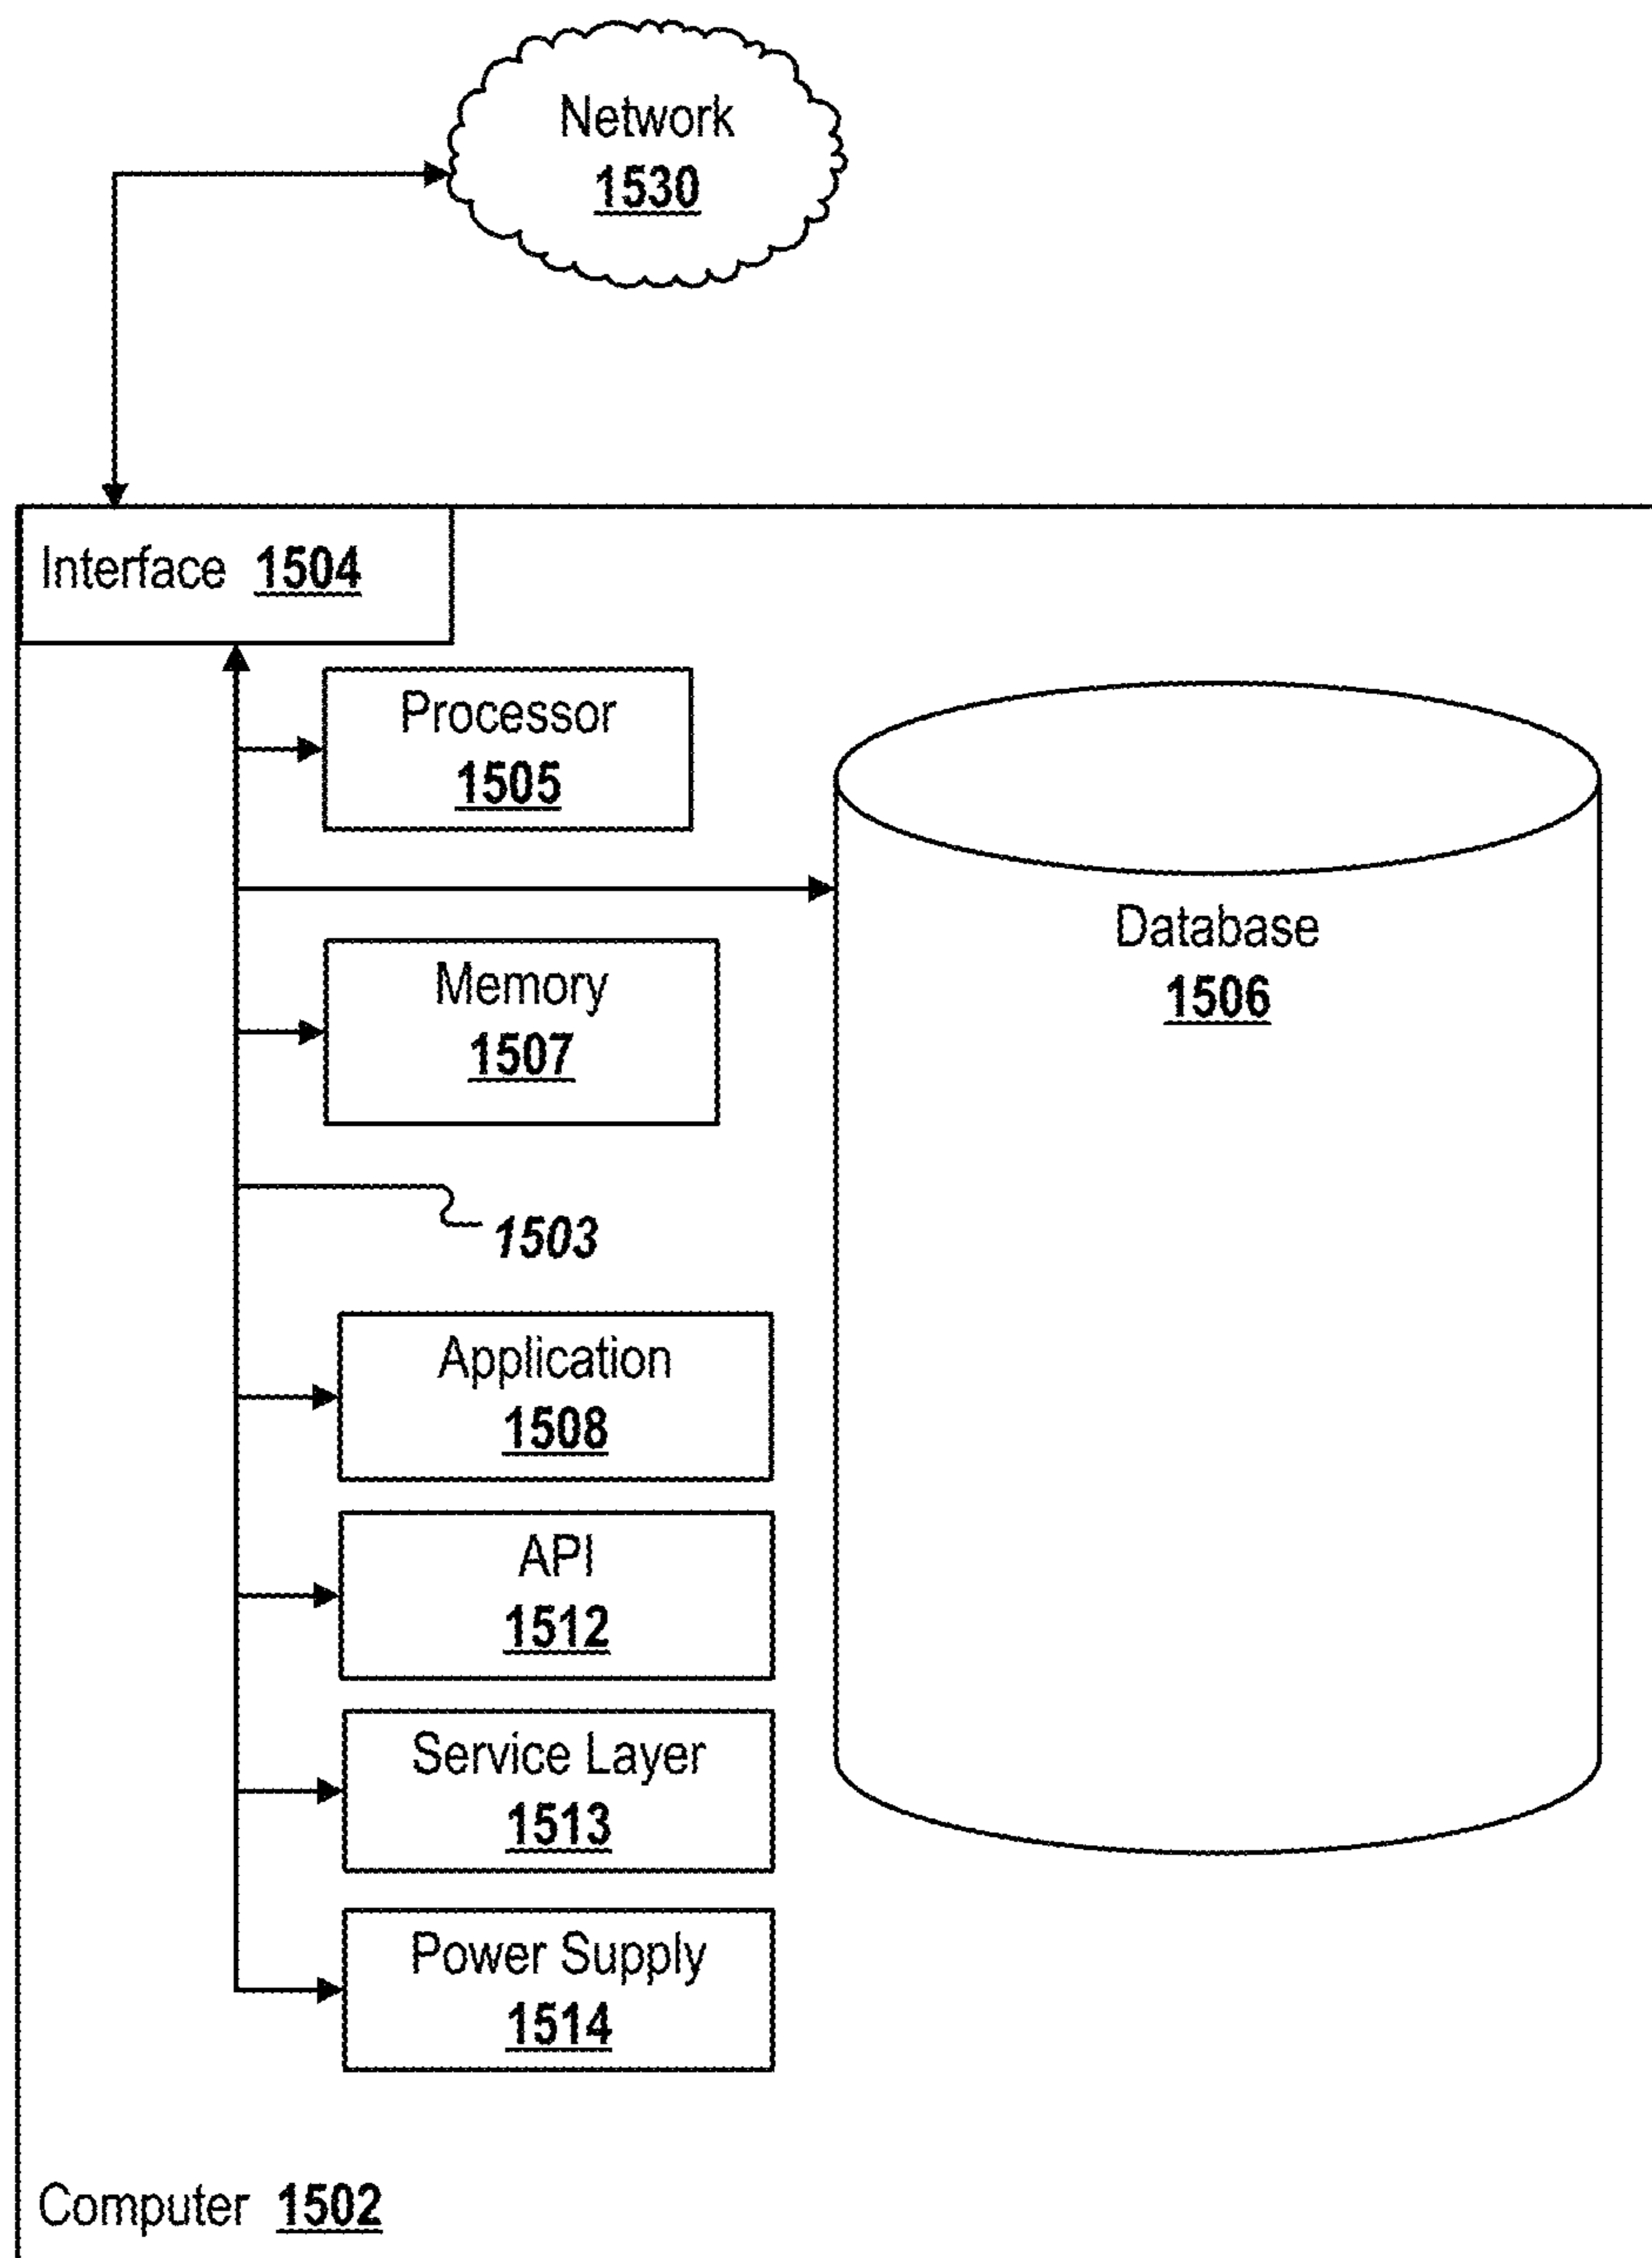 Network
1530
Interface 1504
Processor
1505
Database
1506
Memory
1507
1503
Application
1508
API
1512
Service Layer
1513
Power Supply
1514
Computer 1502